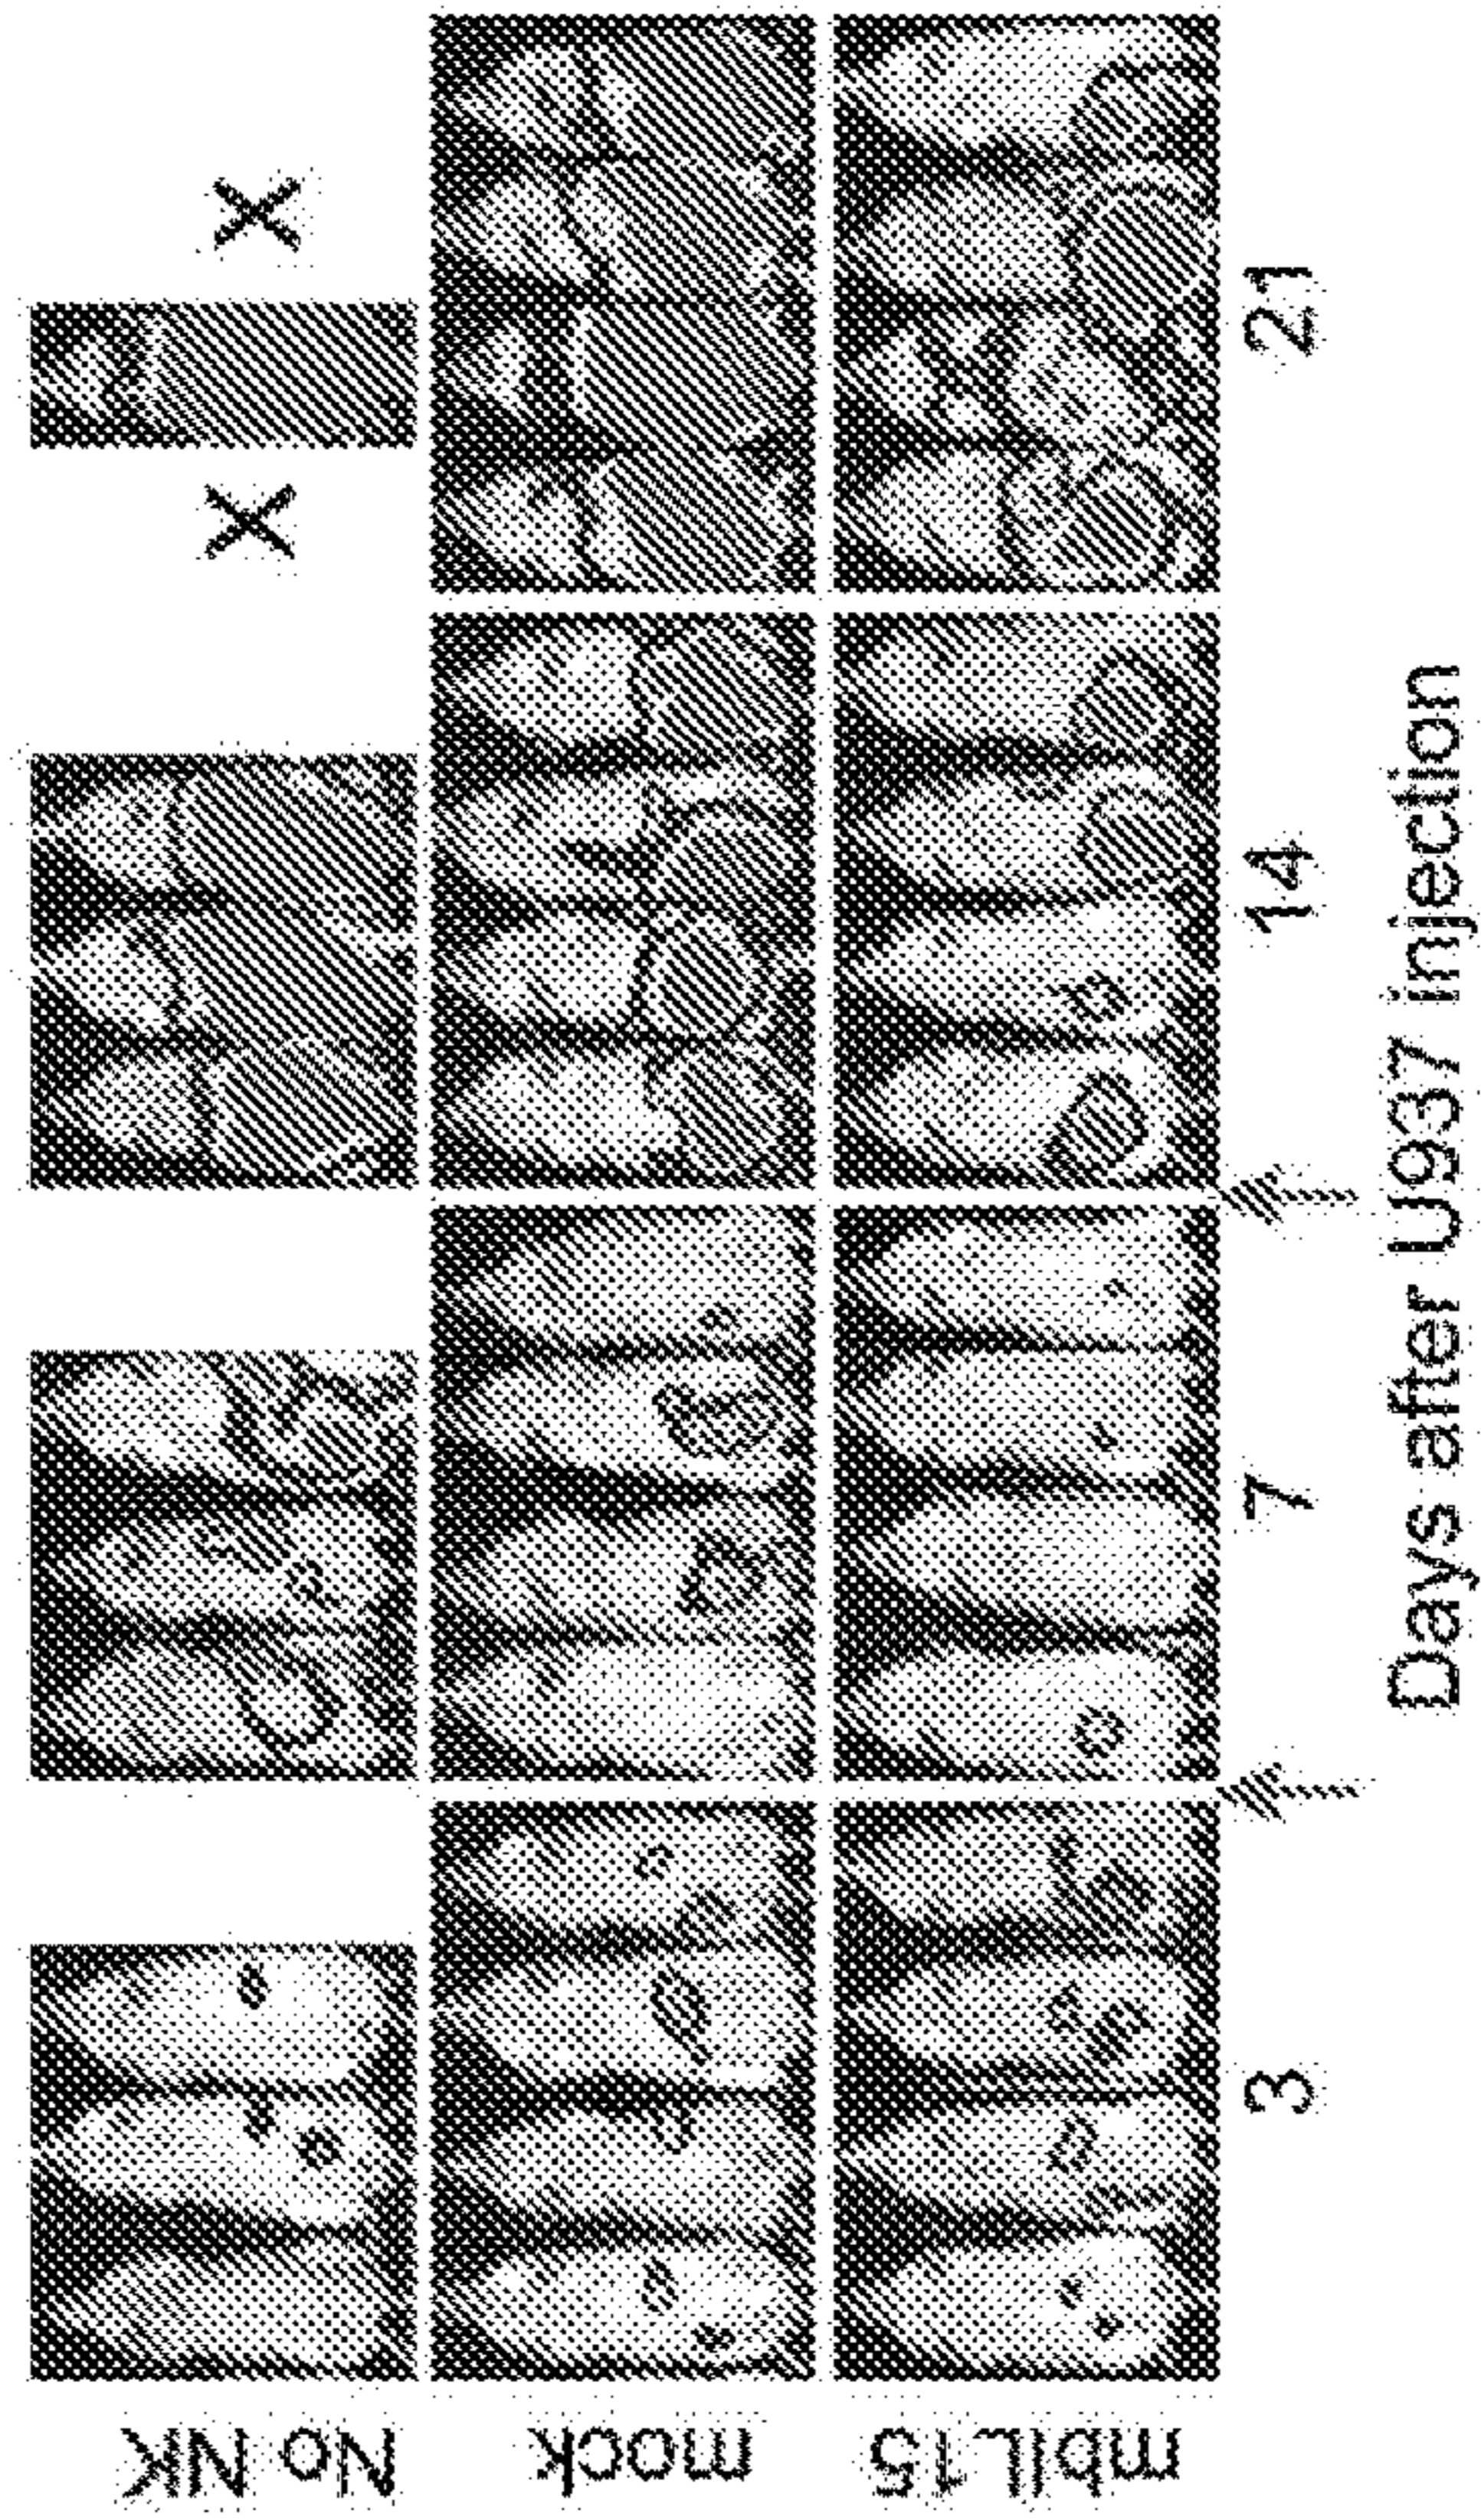 No NK
mock
mbIL15
X
X
3
7
14
21
Days after U937 injection